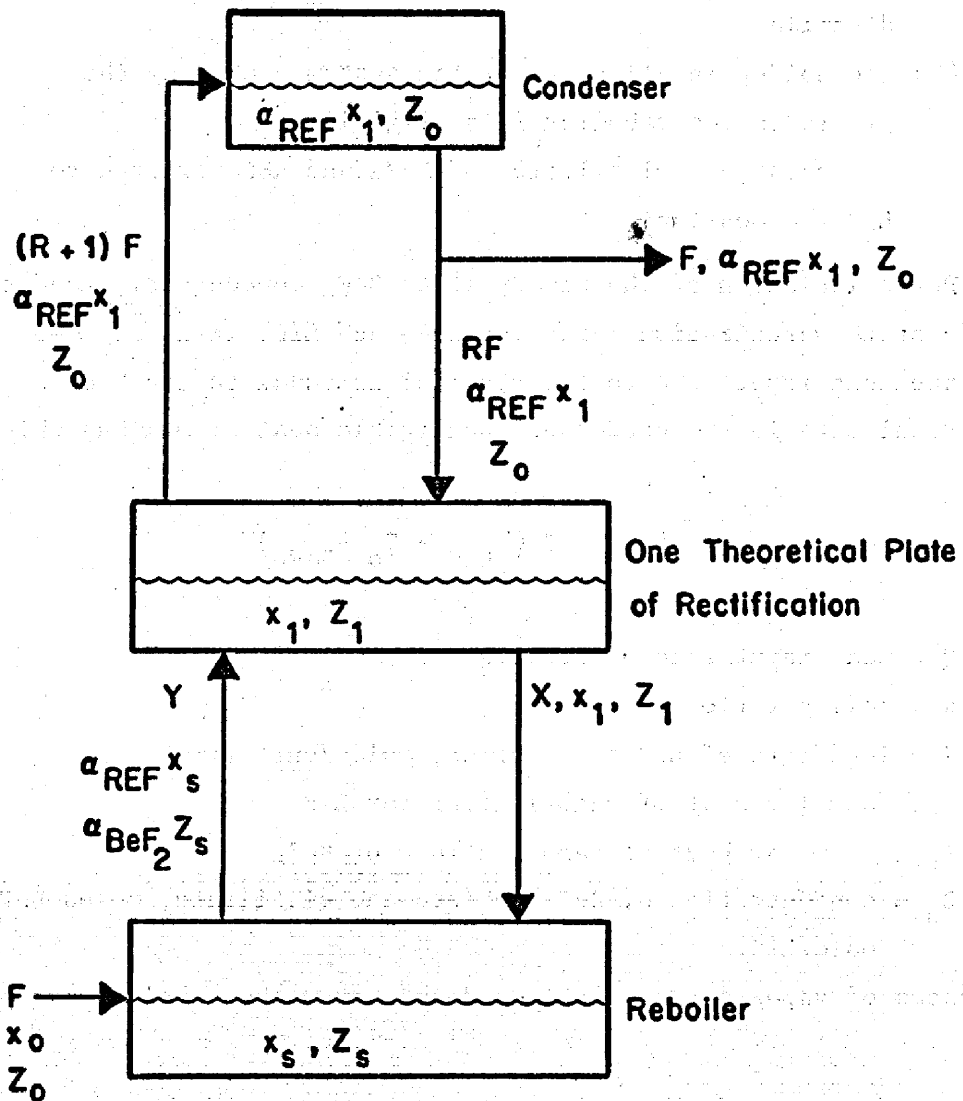 Condenser
α_REF x_1, Z_o
(R + 1) F
α_REF x_1
Z_o
F, α_REF x_1, Z_o
RF
α_REF x_1
Z_o
One Theoretical Plate
of Rectification
x_1, Z_1
Y
X, x_1, Z_1
α_REF x_s
α_BeF_2 Z_s
F
x_o
Z_o
Reboiler
x_s, Z_s